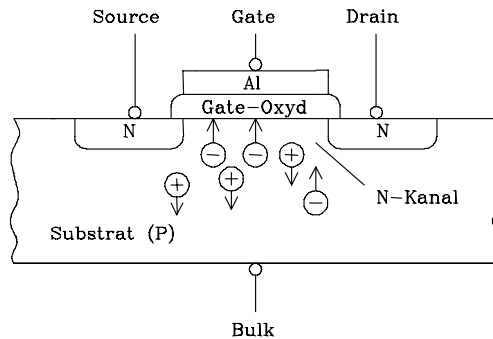 Source Gate Drain
Al
Gate-Oxyd
N N
N-Kanal
Substrat (P)
Bulk